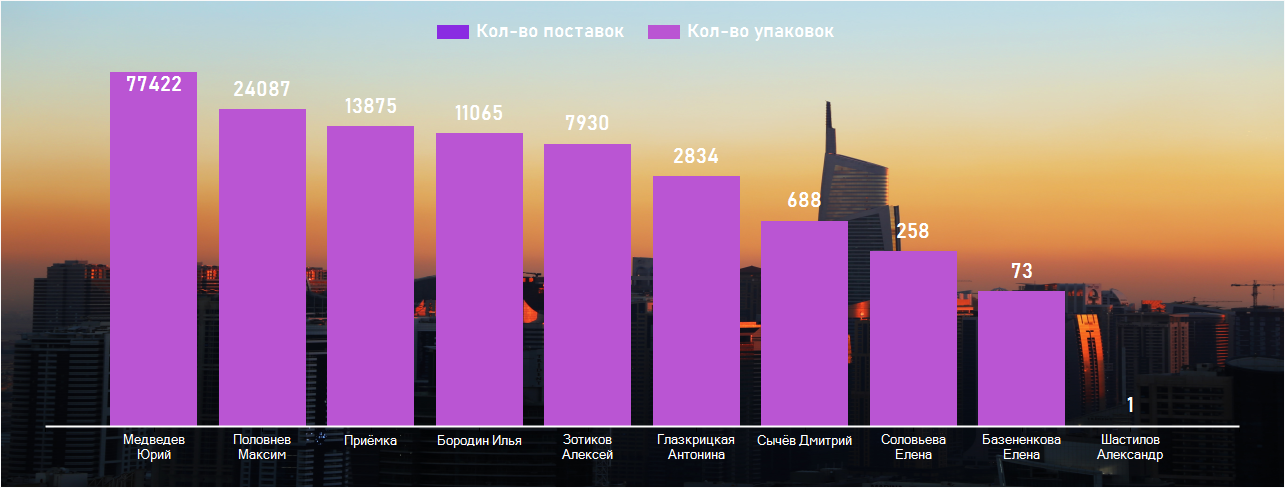 Кол-во поставок Кол-во упаковок
77422
24087
13875
11065
7930
2834
688
258
73
1
Медведев
Юрий
Половнев
Максим
Приёмка
Бородин Илья
Зотиков
Алексей
Глазкрицкая
Антонина
Сычёв Дмитрий
Соловьева
Елена
Базененкова
Елена
Шастилов
Александр